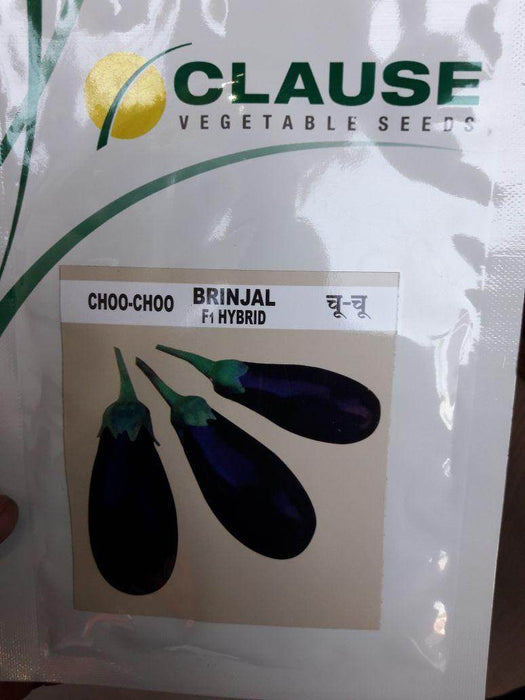 CLAUSE
VEGETABLE SEEDS
CHOO-CHOO BRINJAL चू-चू
F1 HYBRID